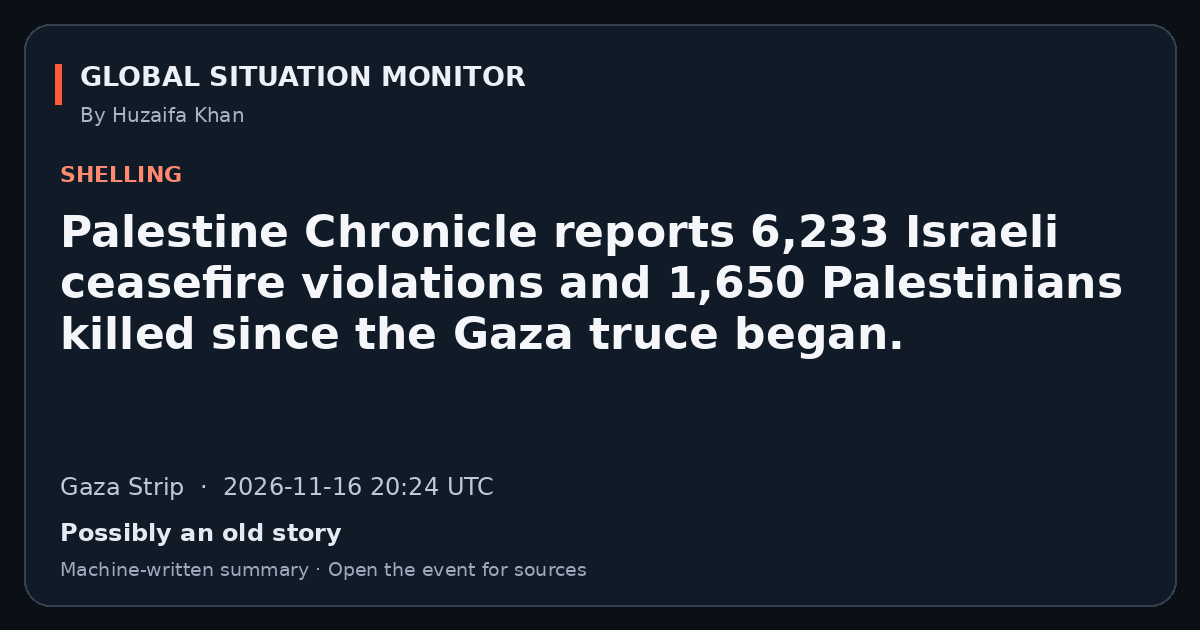 GLOBAL SITUATION MONITOR
By Huzaifa Khan
SHELLING
Palestine Chronicle reports 6,233 Israeli
ceasefire violations and 1,650 Palestinians
killed since the Gaza truce began.
Gaza Strip · 2026-11-16 20:24 UTC
Possibly an old story
Machine-written summary · Open the event for sources